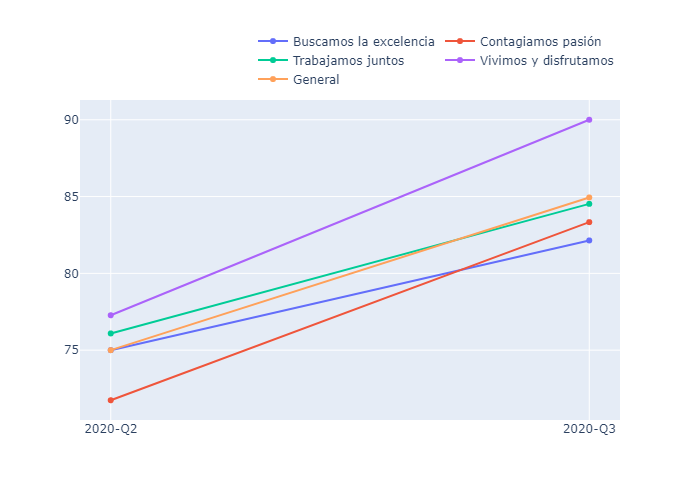 Buscamos la excelencia Contagiamos pasión
Trabajamos juntos Vivimos y disfrutamos
General
90
85
80
75
2020-Q2 2020-Q3